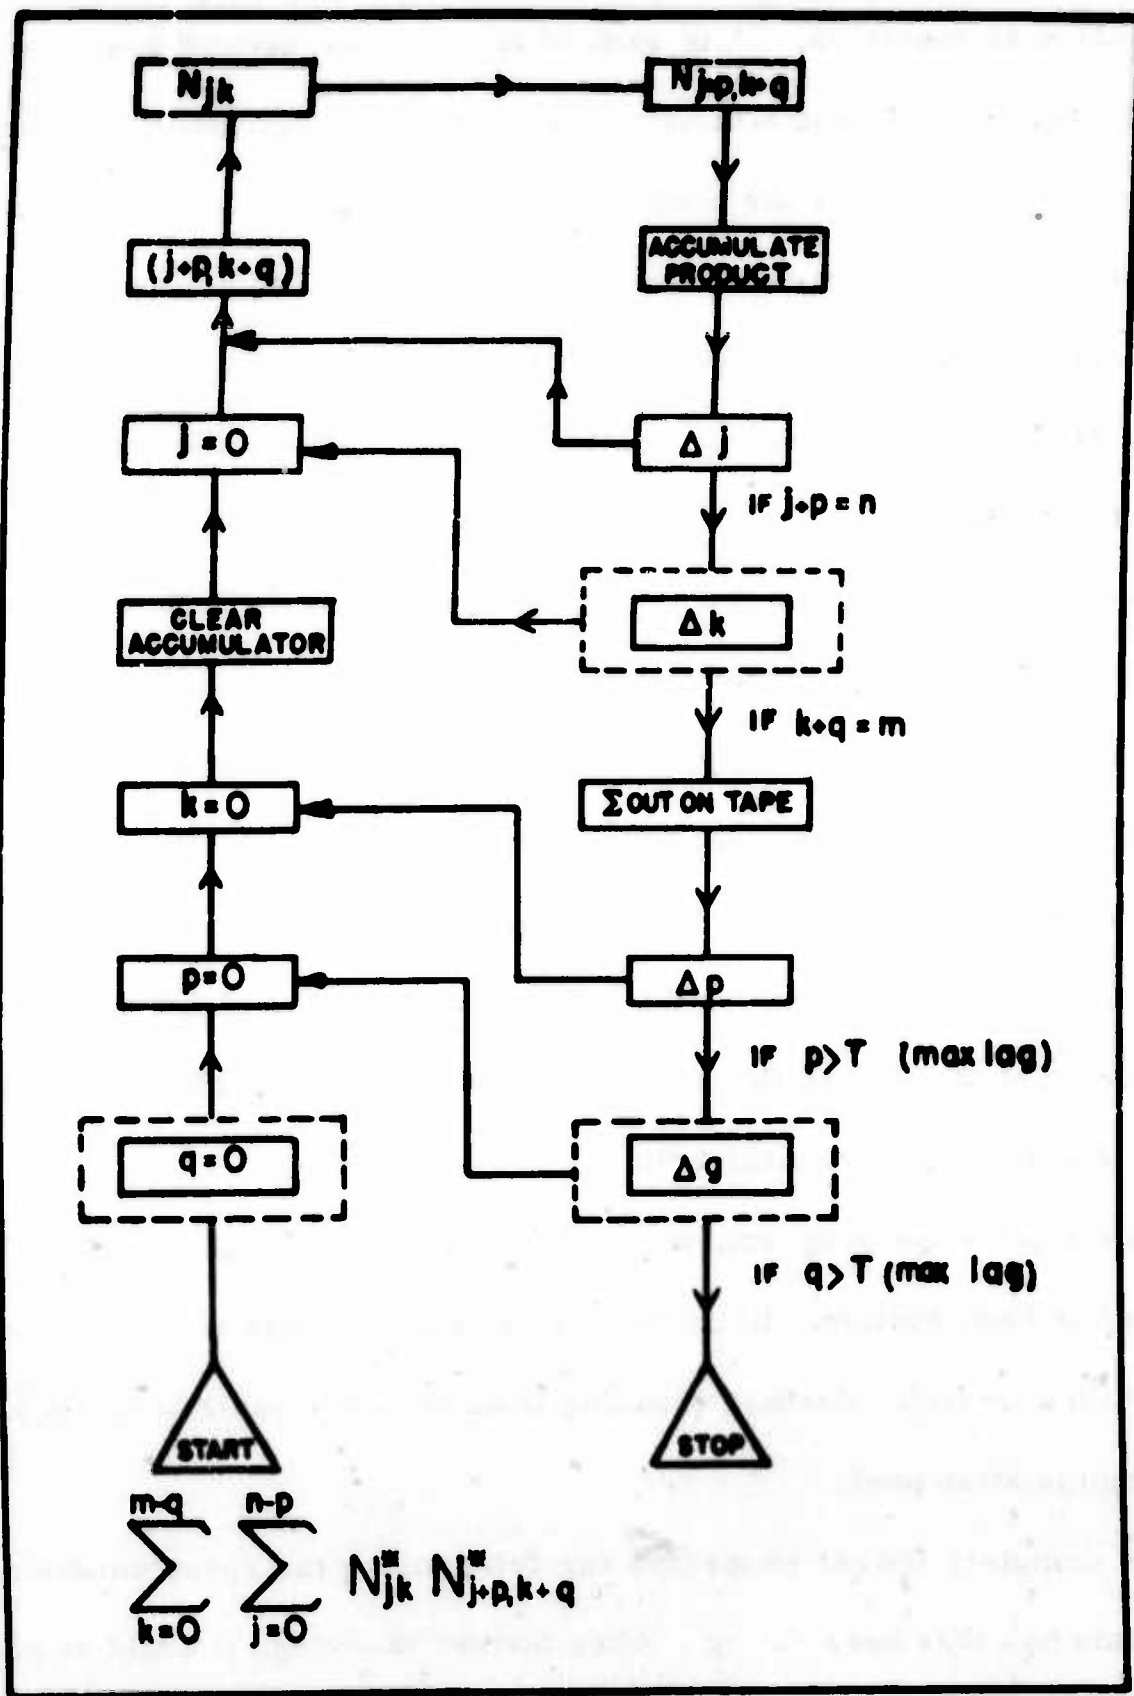 N_jk
N_j+p,k+q
(j+p, k+q)
ACCUMULATE
PRODUCT
j = 0
Δ j
IF j+p = n
CLEAR
ACCUMULATOR
Δ k
IF k+q = m
k = 0
Σ OUT ON TAPE
p = 0
Δ p
IF p > T (max lag)
q = 0
Δ g
IF q > T (max lag)
START
STOP
m-q n-p
∑ ∑ N*_jk N*_j+p,k+q
k=0 j=0